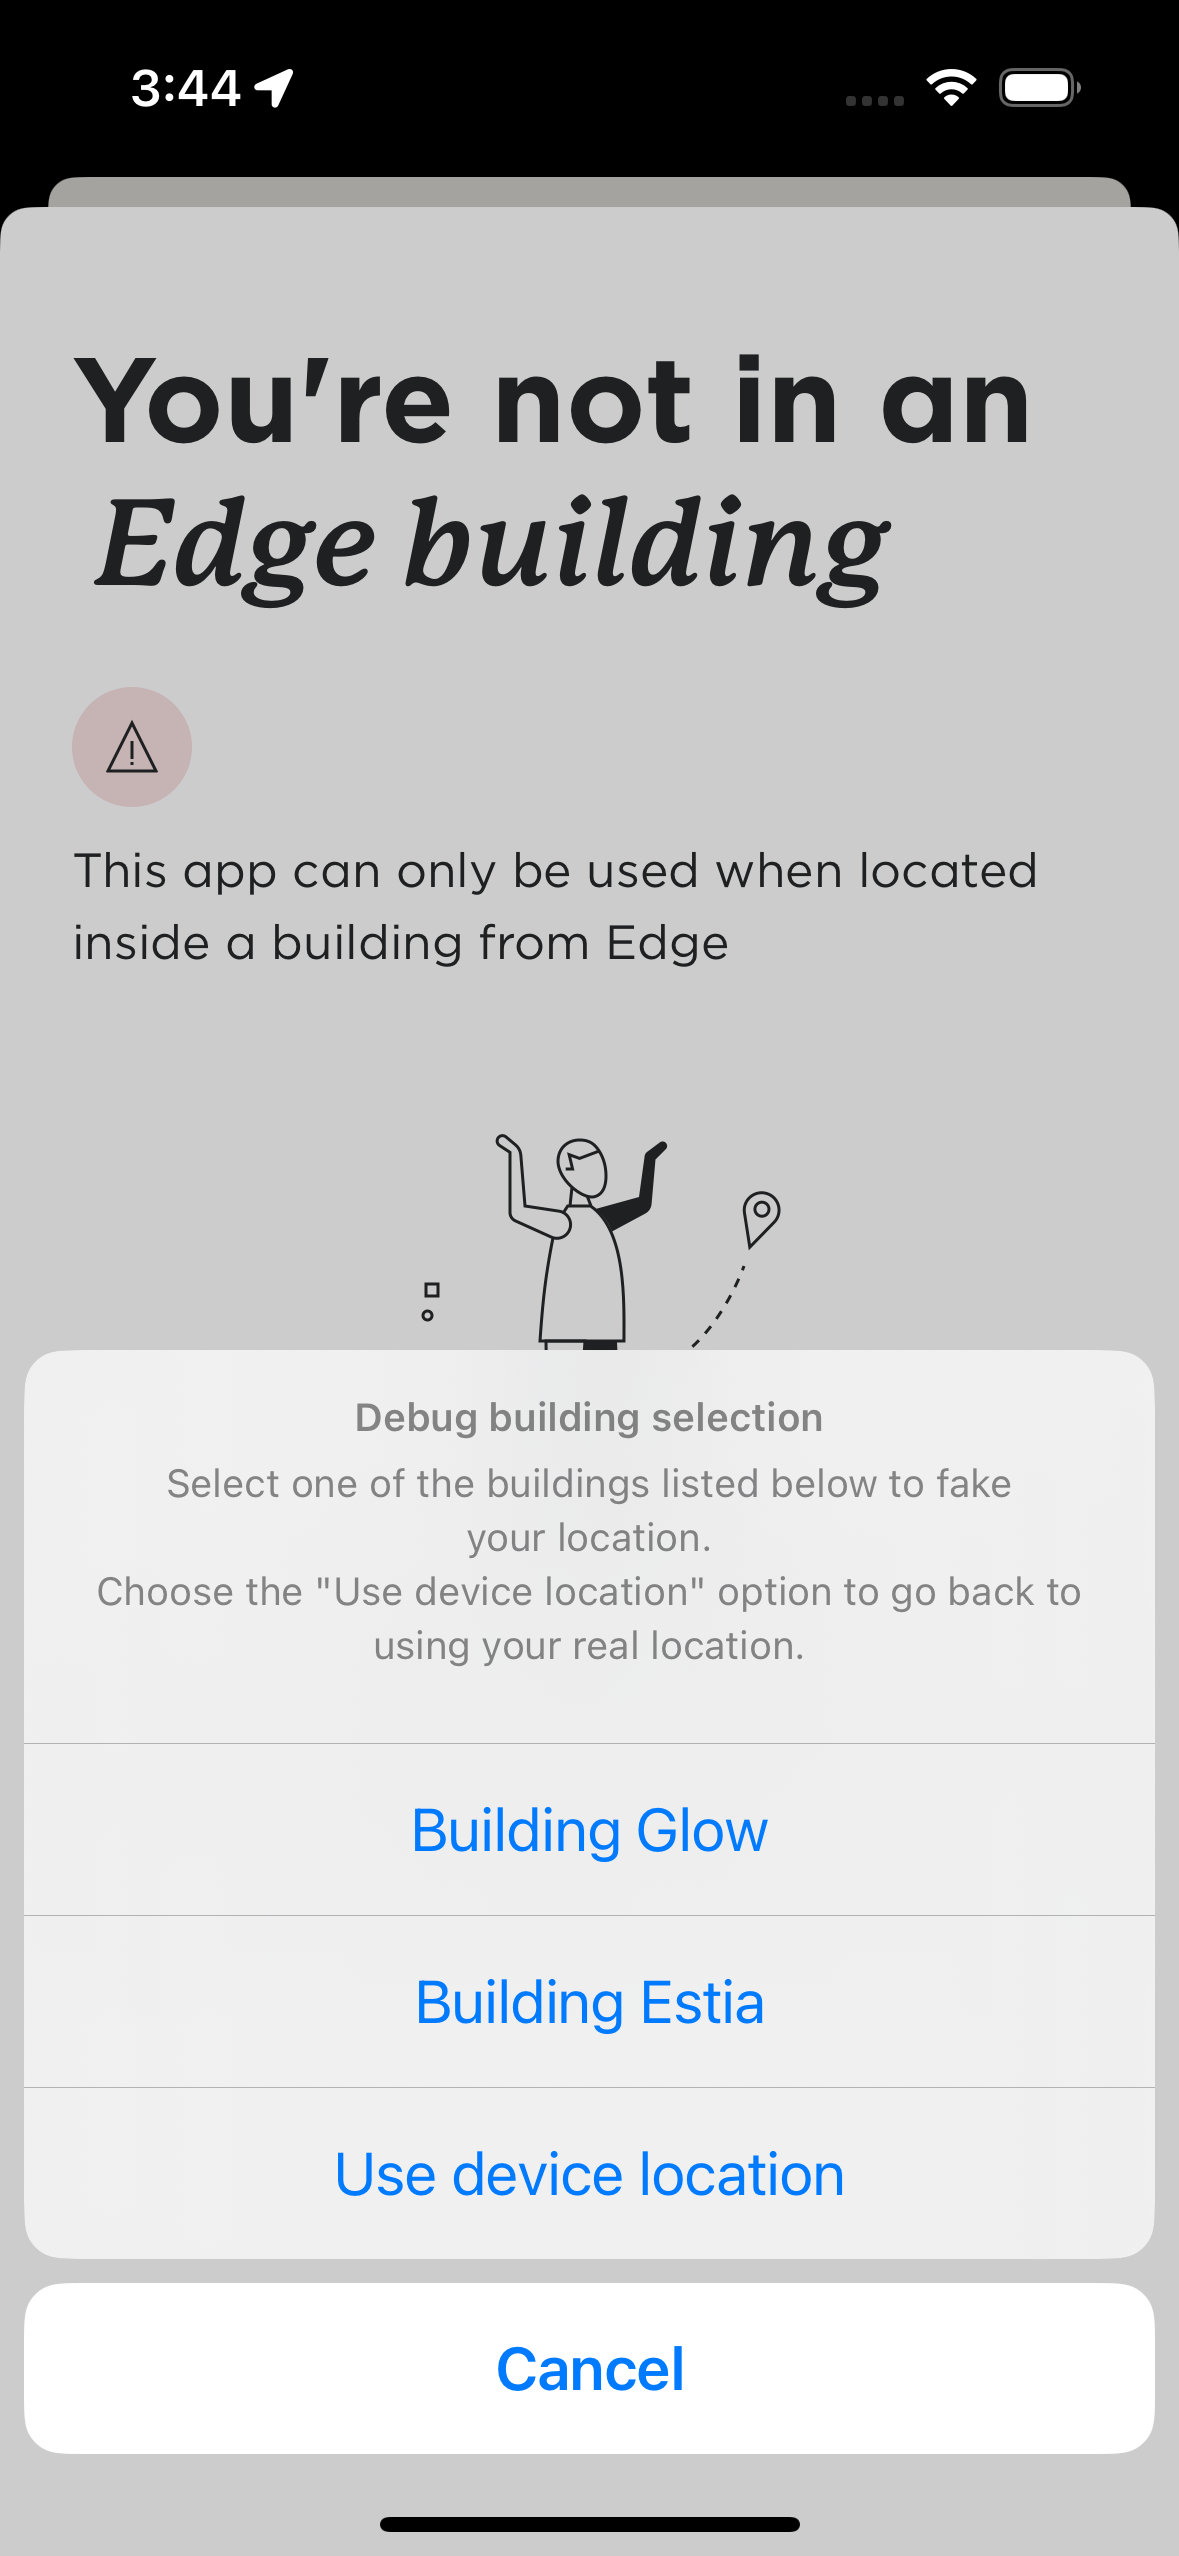 3:44
You're not in an
Edge building
This app can only be used when located
inside a building from Edge
Debug building selection
Select one of the buildings listed below to fake
your location.
Choose the "Use device location" option to go back to
using your real location.
Building Glow
Building Estia
Use device location
Cancel